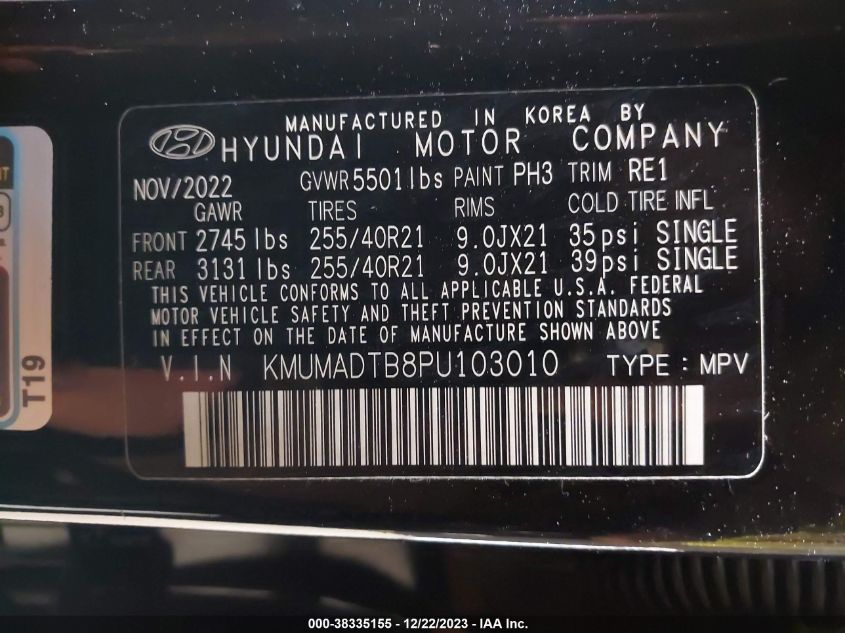 MANUFACTURED IN KOREA BY
HYUNDAI MOTOR COMPANY
NOV/2022 GVWR 5501 lbs PAINT PH3 TRIM RE1
GAWR TIRES RIMS COLD TIRE INFL
FRONT 2745 lbs 255/40R21 9.0JX21 35psi SINGLE
REAR 3131 lbs 255/40R21 9.0JX21 39psi SINGLE
THIS VEHICLE CONFORMS TO ALL APPLICABLE U.S.A. FEDERAL
MOTOR VEHICLE SAFETY AND THEFT PREVENTION STANDARDS
IN EFFECT ON THE DATE OF MANUFACTURE SHOWN ABOVE
V.I.N KMUMADTB8PU103010 TYPE : MPV
T19
000-38335155 - 12/22/2023 - IAA Inc.